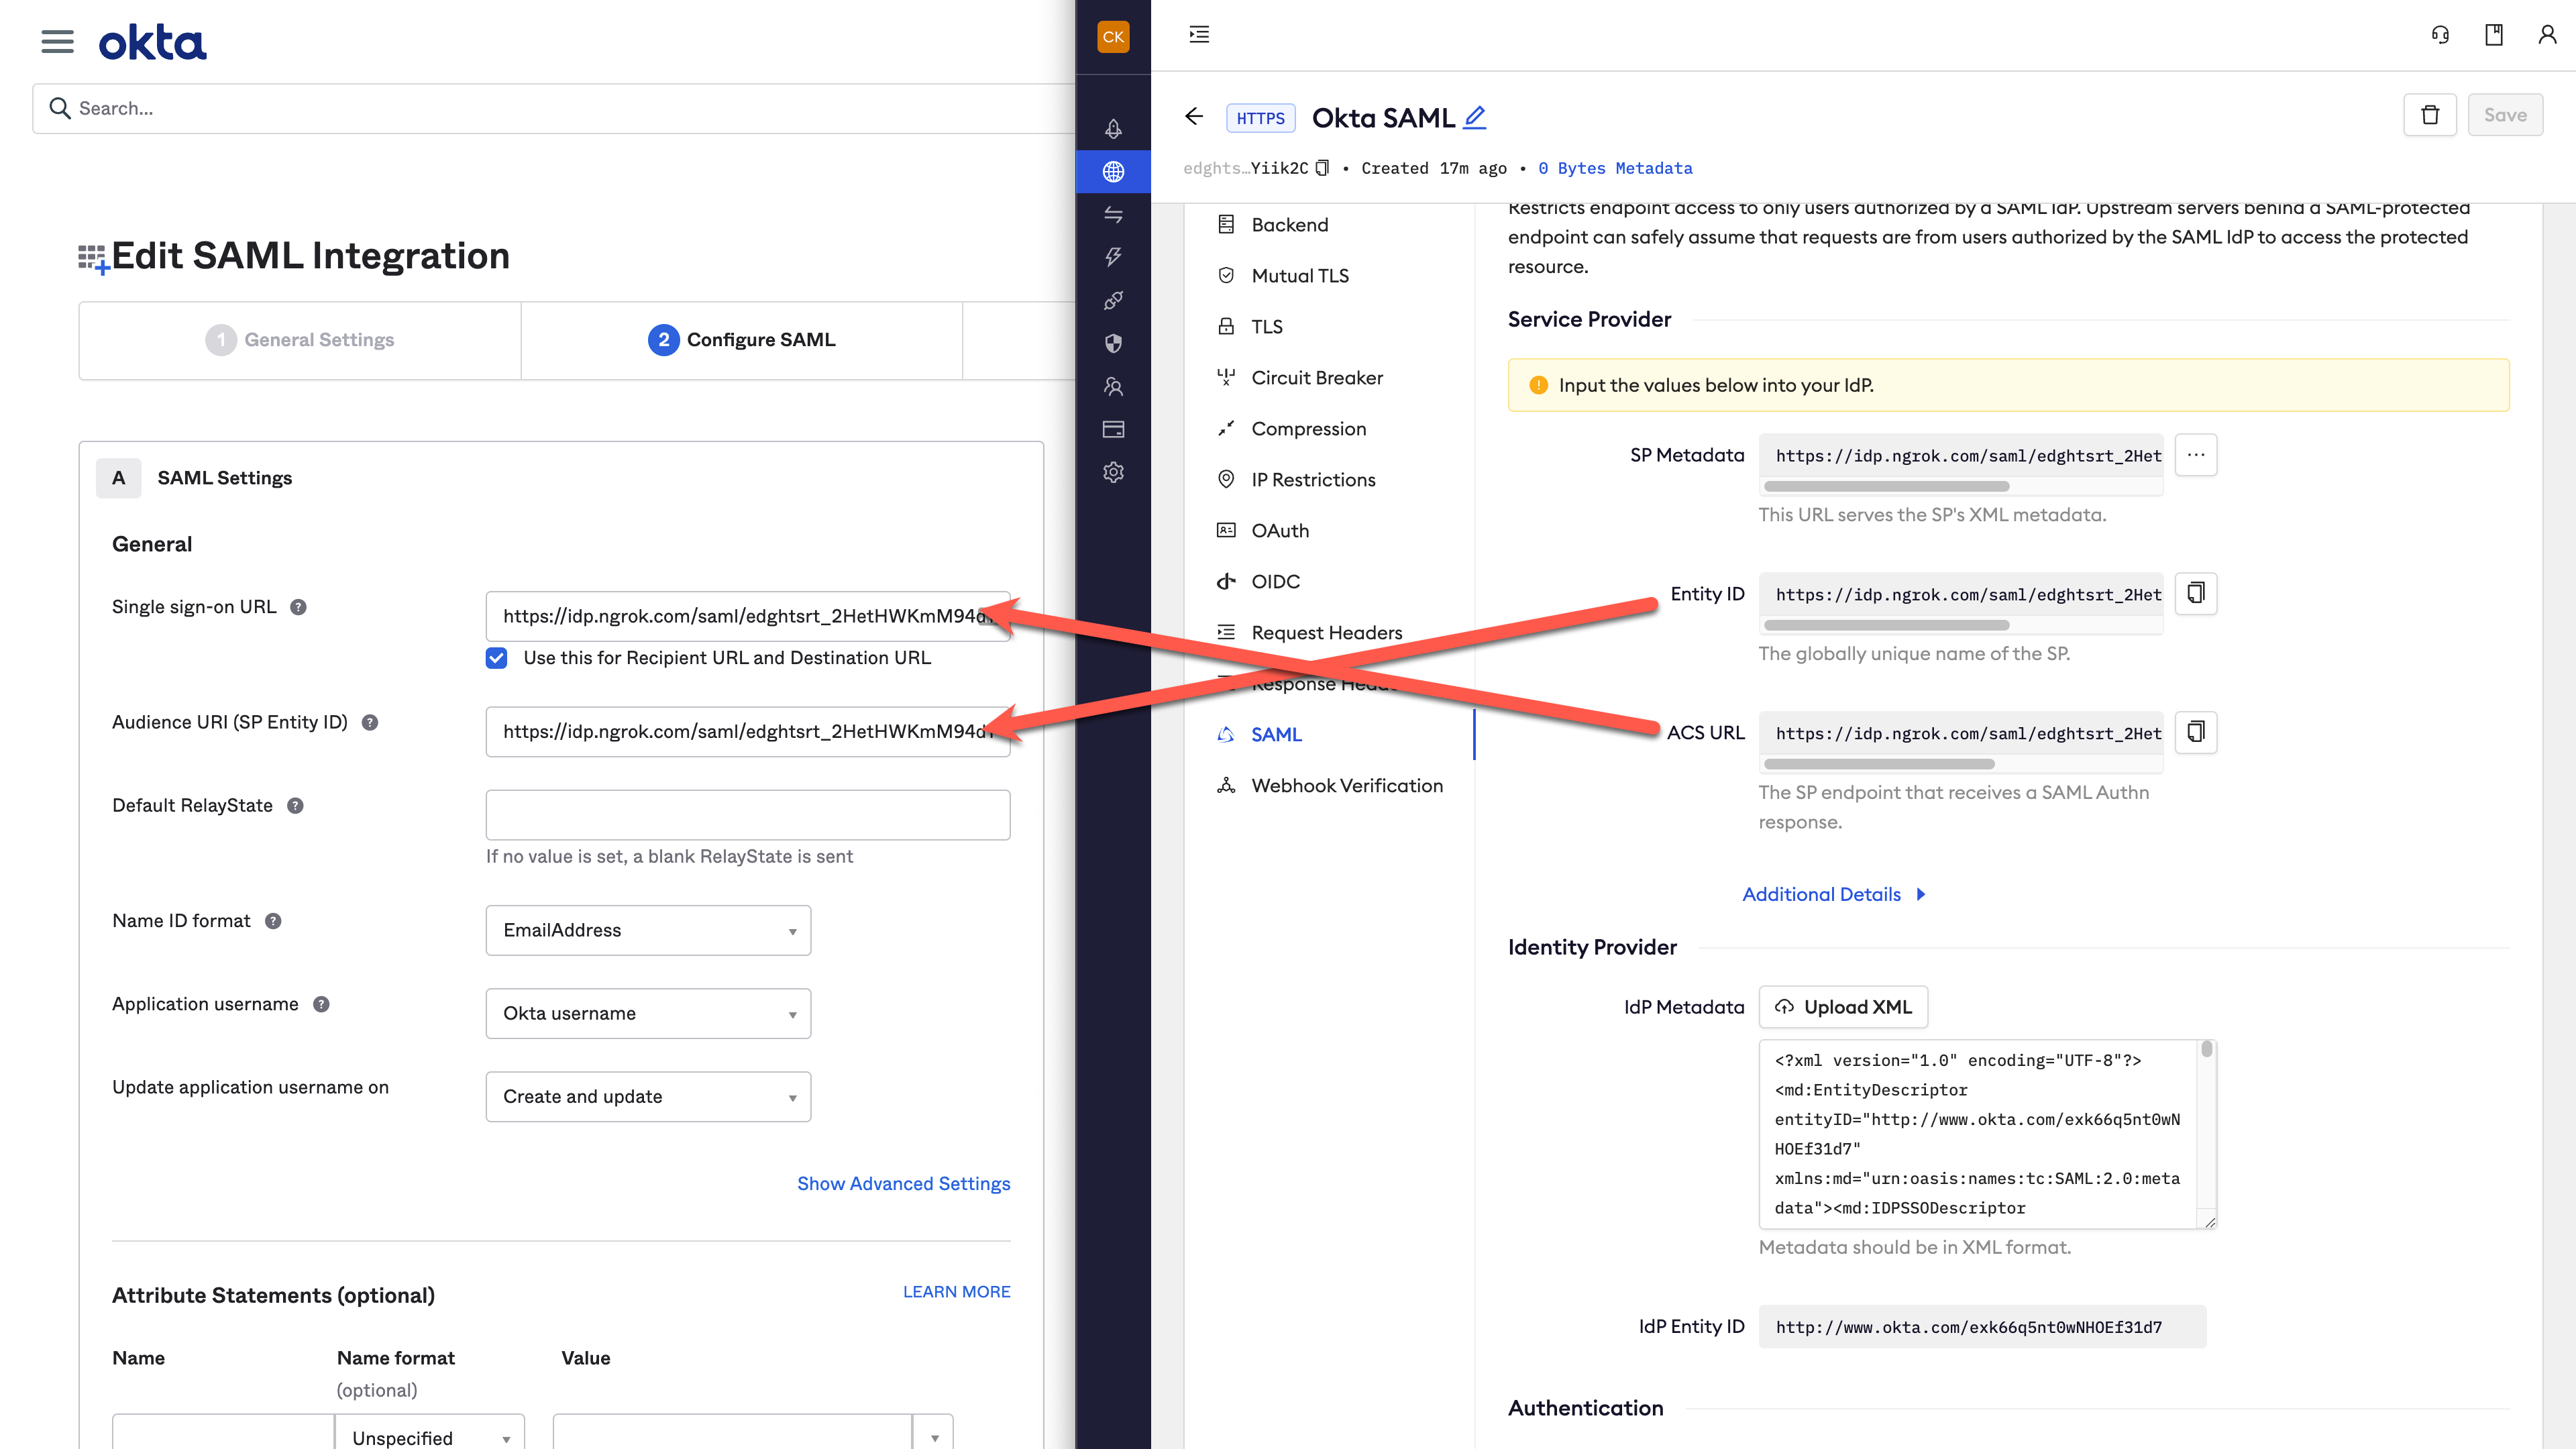 okta
Search...
Edit SAML Integration
1 General Settings
2 Configure SAML
A SAML Settings
General
Single sign-on URL ?
https://idp.ngrok.com/saml/edghtsrt_2HetHWKmM94d
Use this for Recipient URL and Destination URL
Audience URI (SP Entity ID) ?
https://idp.ngrok.com/saml/edghtsrt_2HetHWKmM94d
Default RelayState ?
If no value is set, a blank RelayState is sent
Name ID format ?
EmailAddress
Application username ?
Okta username
Update application username on
Create and update
Show Advanced Settings
Attribute Statements (optional)
LEARN MORE
Name
Name format
(optional)
Value
Unspecified
CK
HTTPS
Okta SAML
Save
edghts…Yiik2C • Created 17m ago • 0 Bytes Metadata
Backend
Mutual TLS
TLS
Circuit Breaker
Compression
IP Restrictions
OAuth
OIDC
Request Headers
Response Heade
SAML
Webhook Verification
Restricts endpoint access to only users authorized by a SAML IdP. Upstream servers behind a SAML-protected
endpoint can safely assume that requests are from users authorized by the SAML IdP to access the protected
resource.
Service Provider
Input the values below into your IdP.
SP Metadata
https://idp.ngrok.com/saml/edghtsrt_2Het
This URL serves the SP's XML metadata.
Entity ID
https://idp.ngrok.com/saml/edghtsrt_2Het
The globally unique name of the SP.
ACS URL
https://idp.ngrok.com/saml/edghtsrt_2Het
The SP endpoint that receives a SAML Authn
response.
Additional Details
Identity Provider
IdP Metadata
Upload XML
<?xml version="1.0" encoding="UTF-8"?>
<md:EntityDescriptor
entityID="http://www.okta.com/exk66q5nt0wN
HOEf31d7"
xmlns:md="urn:oasis:names:tc:SAML:2.0:meta
data"><md:IDPSSODescriptor
Metadata should be in XML format.
IdP Entity ID
http://www.okta.com/exk66q5nt0wNHOEf31d7
Authentication